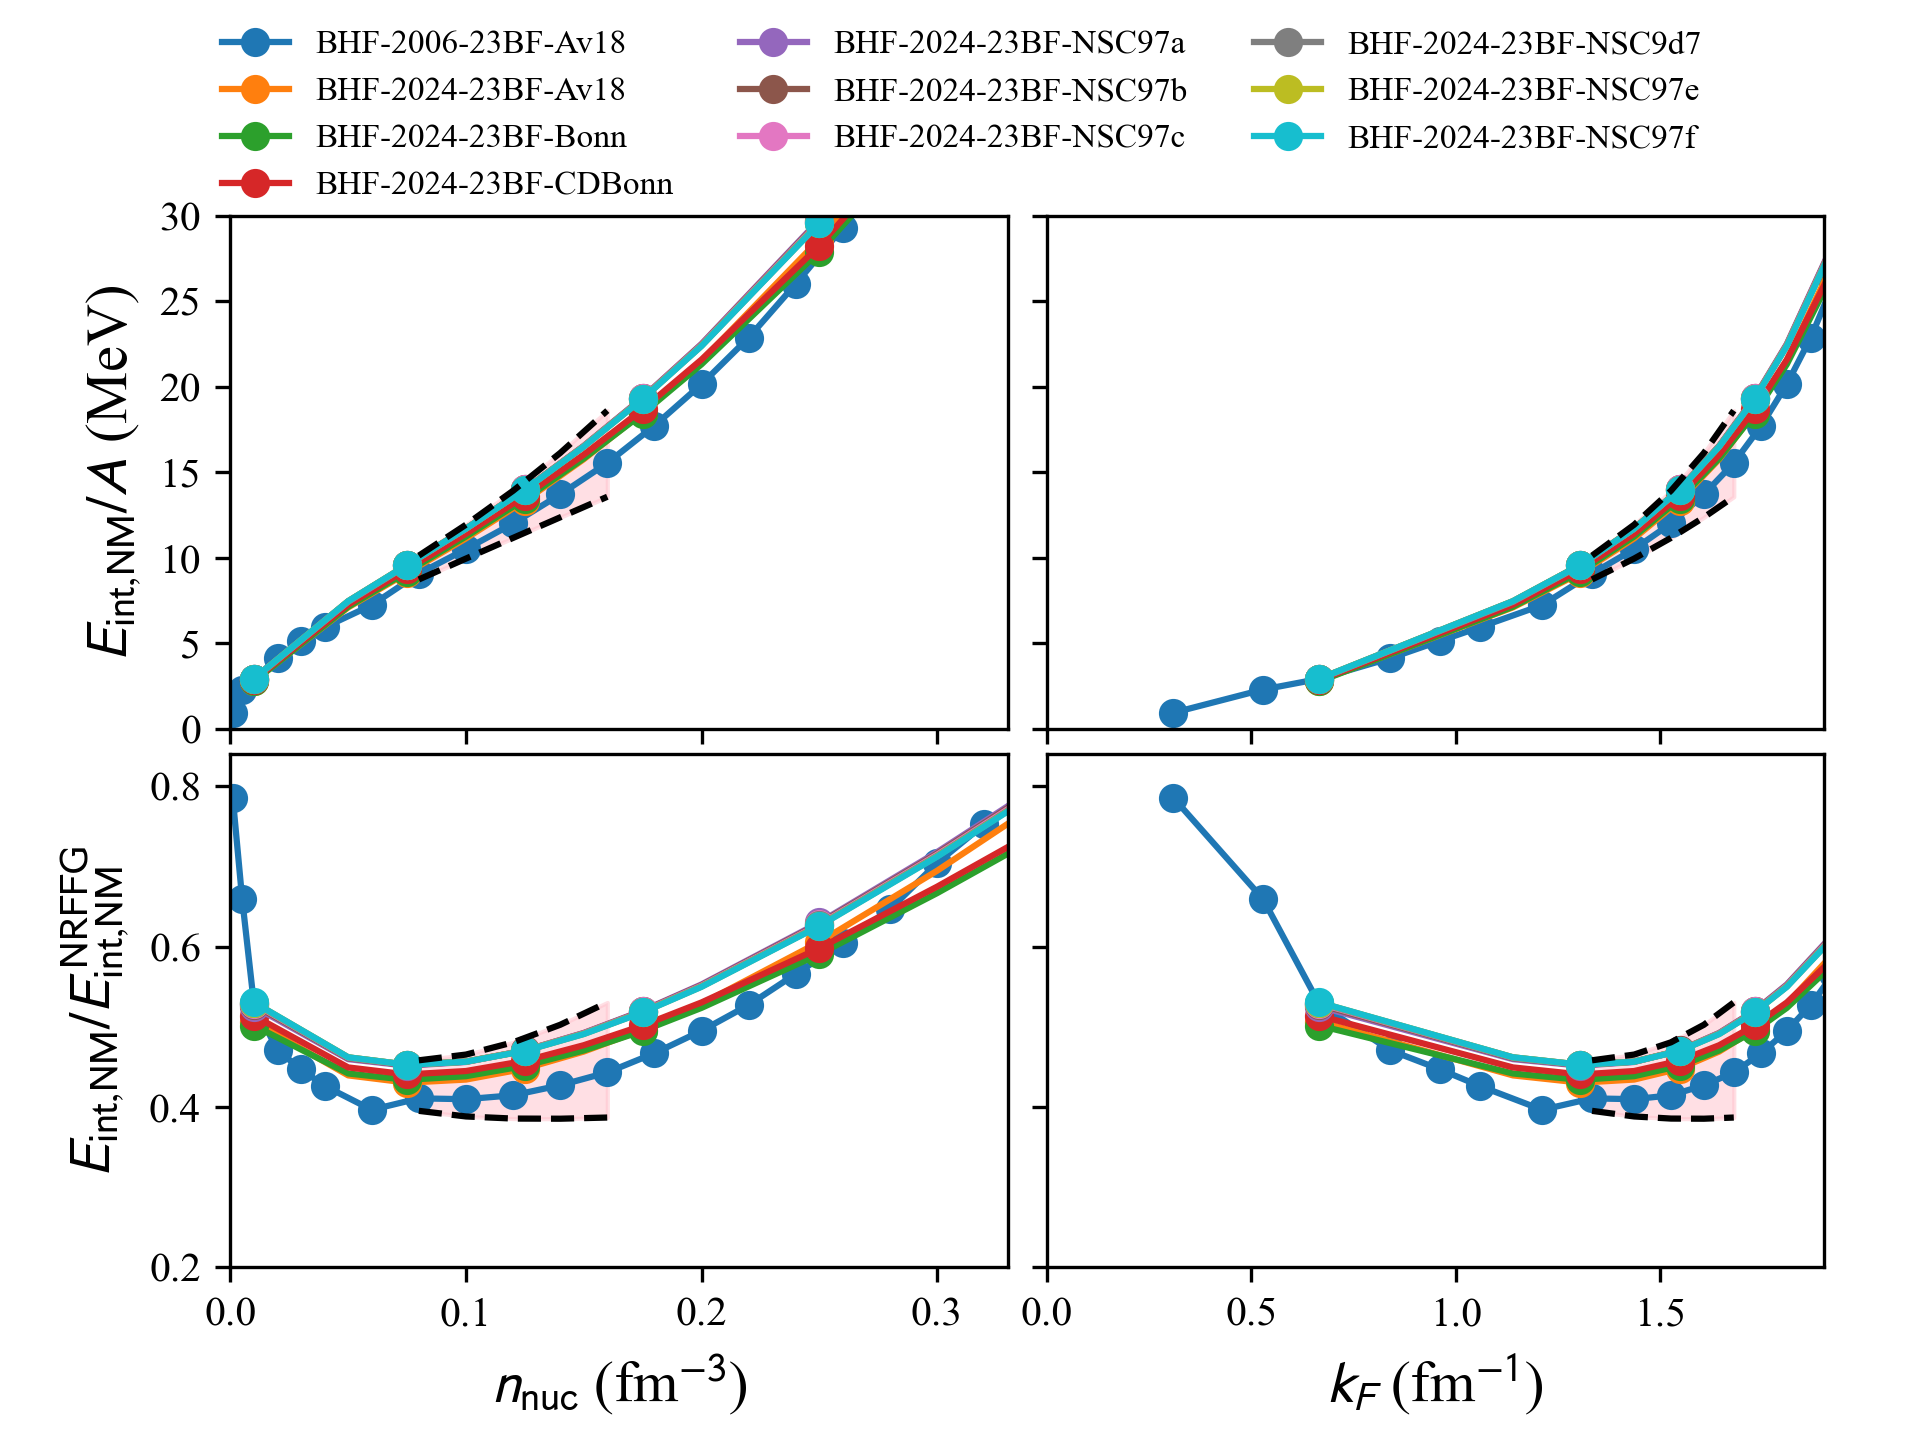 BHF-2006-23BF-Av18
BHF-2024-23BF-Av18
BHF-2024-23BF-Bonn
BHF-2024-23BF-CDBonn
BHF-2024-23BF-NSC97a
BHF-2024-23BF-NSC97b
BHF-2024-23BF-NSC97c
BHF-2024-23BF-NSC9d7
BHF-2024-23BF-NSC97e
BHF-2024-23BF-NSC97f
30
25
20
15
10
5
0
E_int,NM/A (MeV)
0.8
0.6
0.4
0.2
E_int,NM/E_int,NM^NRFFG
0.0 0.1 0.2 0.3
n_nuc (fm⁻³)
0.0 0.5 1.0 1.5
k_F (fm⁻¹)